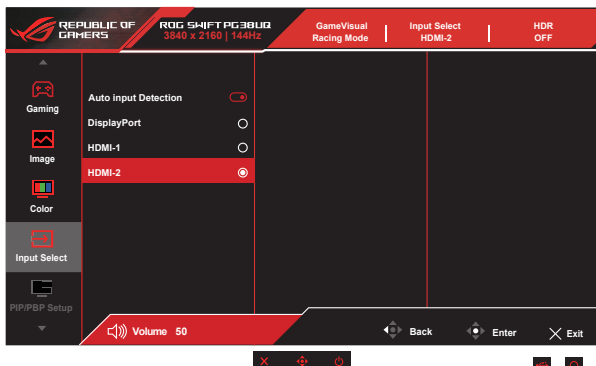 REPUBLIC OF
GAMERS
ROG SWIFT PG38UQ
3840 x 2160 | 144Hz
GameVisual
Racing Mode
Input Select
HDMI-2
HDR
OFF
Gaming
Image
Color
Input Select
PIP/PBP Setup
Auto input Detection
DisplayPort
HDMI-1
HDMI-2
Volume 50
Back
Enter
Exit